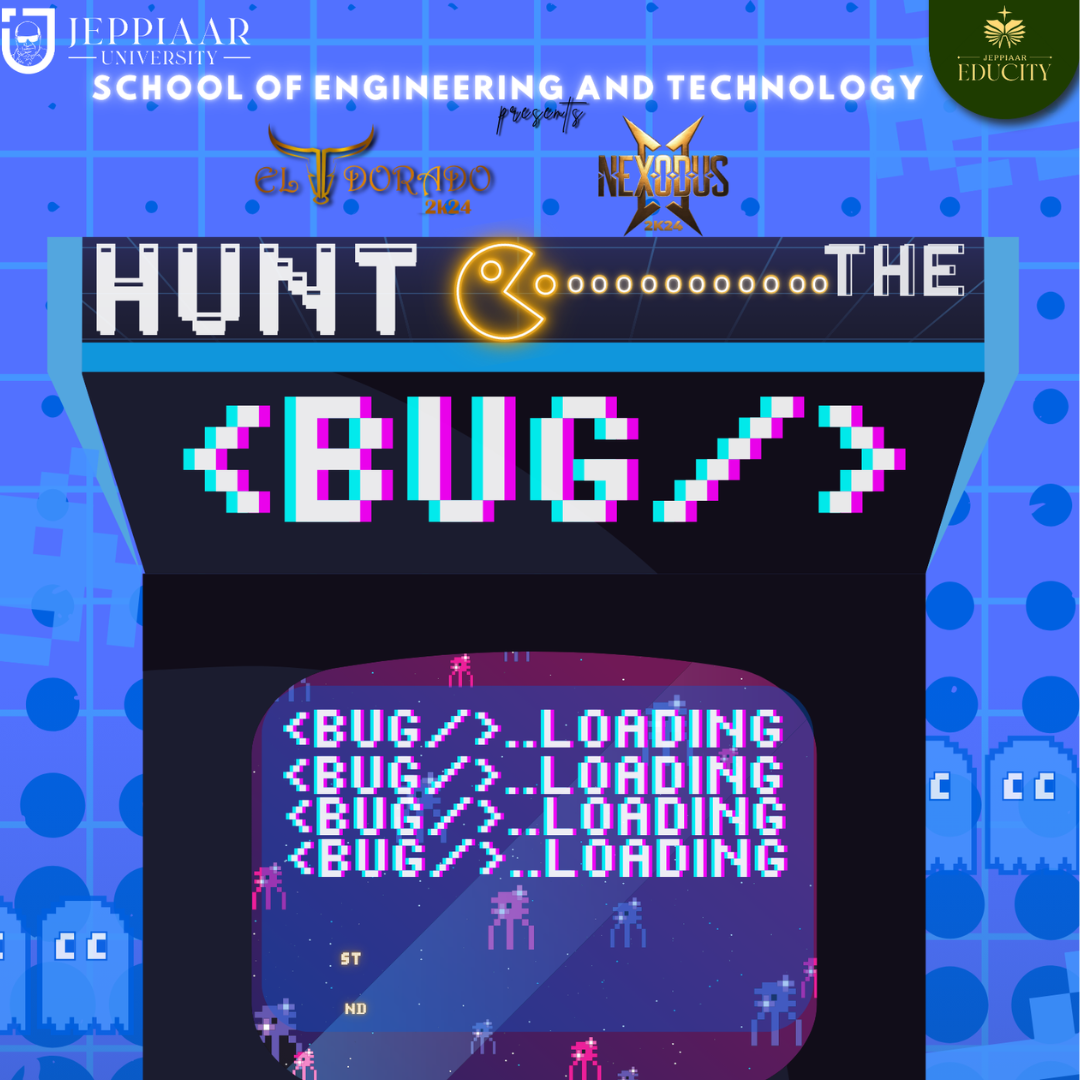 JEPPIAAR
UNIVERSITY
JEPPIAAR
EDUCITY
SCHOOL OF ENGINEERING AND TECHNOLOGY
presents
EL DORADO
2k24
NEXODUS
2K24
HUNT THE
<BUG/>
<BUG/>..LOADING
<BUG/>..LOADING
<BUG/>..LOADING
<BUG/>..LOADING
ST
ND